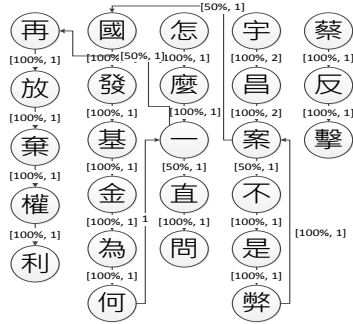 [50%, 1]
再 國 怎 宇 蔡
[100%, 1] [100%, 1] [50%, 1] [100%, 1] [100%, 2] [100%, 1]
放 發 麼 昌 反
[100%, 1] [100%, 1] [100%, 1] [100%, 2] [100%, 1]
棄 基 一 案 擊
[100%, 1] [100%, 1] [50%, 1] [50%, 1]
權 金 直 不
[100%, 1] [100%, 1] 1 [100%, 1] [100%, 1] [100%, 1]
利 為 問 是
[100%, 1] [100%, 1]
何 弊